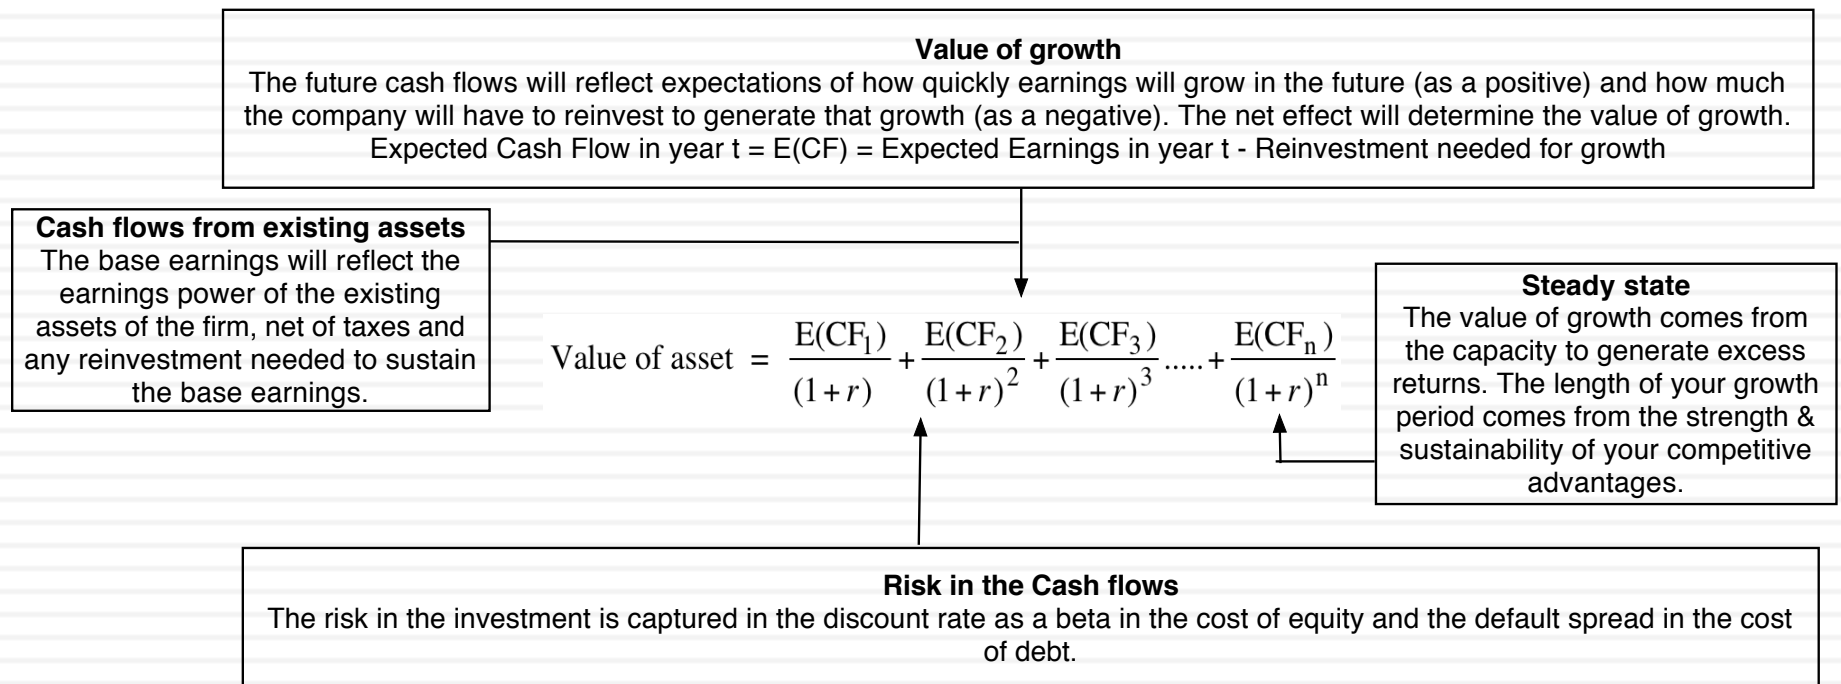 Value of growth
The future cash flows will reflect expectations of how quickly earnings will grow in the future (as a positive) and how much
the company will have to reinvest to generate that growth (as a negative). The net effect will determine the value of growth.
Expected Cash Flow in year t = E(CF) = Expected Earnings in year t - Reinvestment needed for growth
Cash flows from existing assets
The base earnings will reflect the
earnings power of the existing
assets of the firm, net of taxes and
any reinvestment needed to sustain
the base earnings.
Value of asset = E(CF₁)/(1+r) + E(CF₂)/(1+r)² + E(CF₃)/(1+r)³ ..... + E(CFₙ)/(1+r)ⁿ
Steady state
The value of growth comes from
the capacity to generate excess
returns. The length of your growth
period comes from the strength &
sustainability of your competitive
advantages.
Risk in the Cash flows
The risk in the investment is captured in the discount rate as a beta in the cost of equity and the default spread in the cost
of debt.